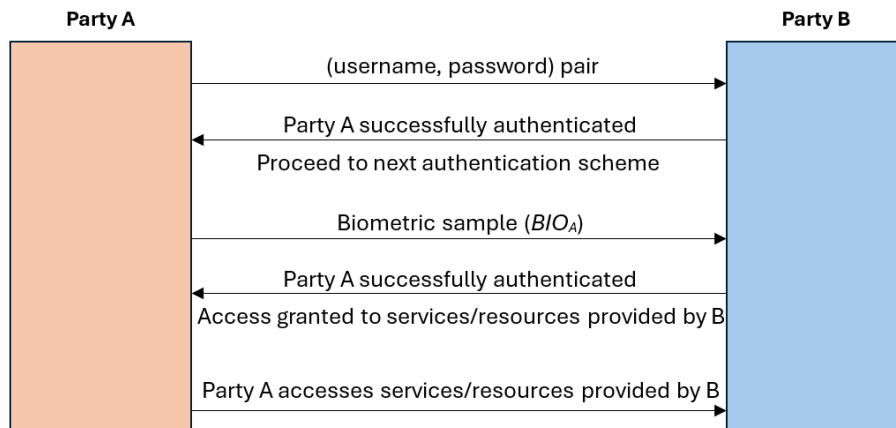 Party A
Party B
(username, password) pair
Party A successfully authenticated
Proceed to next authentication scheme
Biometric sample (BIO_A)
Party A successfully authenticated
Access granted to services/resources provided by B
Party A accesses services/resources provided by B